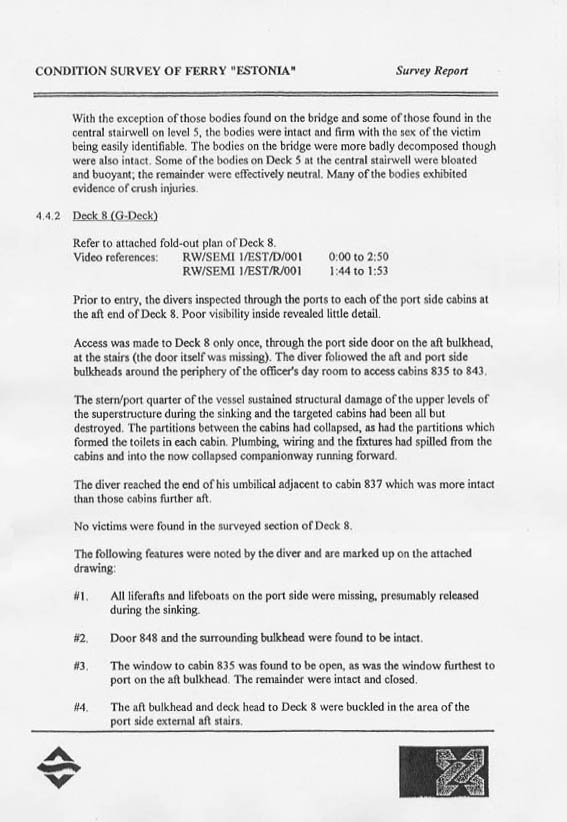 CONDITION SURVEY OF FERRY "ESTONIA" Survey Report
With the exception of those bodies found on the bridge and some of those found in the
central stairwell on level 5, the bodies were intact and firm with the sex of the victim
being easily identifiable. The bodies on the bridge were more badly decomposed though
were also intact. Some of the bodies on Deck 5 at the central stairwell were bloated
and buoyant; the remainder were effectively neutral. Many of the bodies exhibited
evidence of crush injuries.
4.4.2 Deck 8 (G-Deck)
Refer to attached fold-out plan of Deck 8.
Video references: RW/SEMI 1/EST/D/001 0:00 to 2:50
RW/SEMI 1/EST/R/001 1:44 to 1:53
Prior to entry, the divers inspected through the ports to each of the port side cabins at
the aft end of Deck 8. Poor visibility inside revealed little detail.
Access was made to Deck 8 only once, through the port side door on the aft bulkhead,
at the stairs (the door itself was missing). The diver followed the aft and port side
bulkheads around the periphery of the officer's day room to access cabins 835 to 843.
The stern/port quarter of the vessel sustained structural damage of the upper levels of
the superstructure during the sinking and the targeted cabins had been all but
destroyed. The partitions between the cabins had collapsed, as had the partitions which
formed the toilets in each cabin. Plumbing, wiring and the fixtures had spilled from the
cabins and into the now collapsed companionway running forward.
The diver reached the end of his umbilical adjacent to cabin 837 which was more intact
than those cabins further aft.
No victims were found in the surveyed section of Deck 8.
The following features were noted by the diver and are marked up on the attached
drawing:
#1. All liferafts and lifeboats on the port side were missing, presumably released
during the sinking.
#2. Door 848 and the surrounding bulkhead were found to be intact.
#3. The window to cabin 835 was found to be open, as was the window furthest to
port on the aft bulkhead. The remainder were intact and closed.
#4. The aft bulkhead and deck head to Deck 8 were buckled in the area of the
port side external aft stairs.